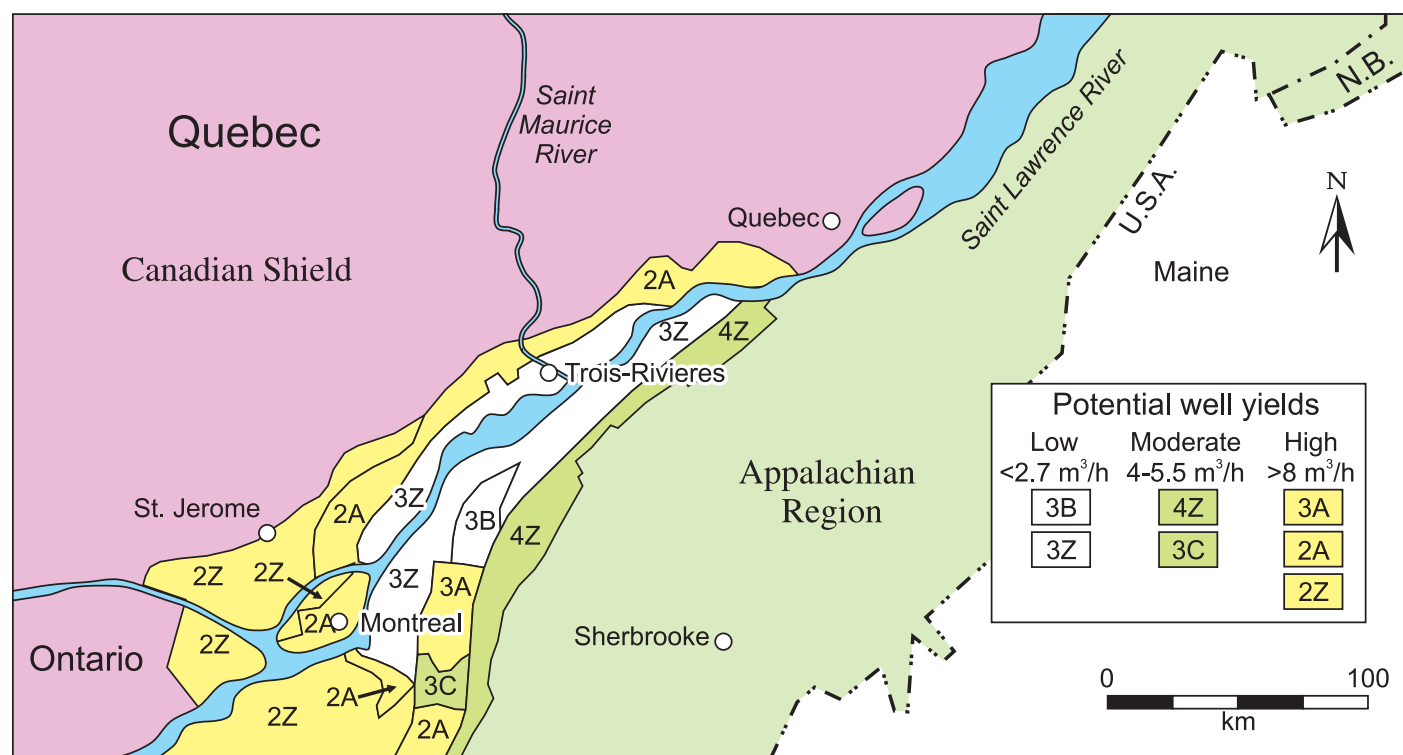 Quebec
Canadian Shield
Saint
Maurice
River
Quebec
Saint Lawrence River
N.B.
U.S.A.
Maine
N
2A
3Z
4Z
Trois-Rivieres
Appalachian
Region
St. Jerome
2A
3Z
3B
4Z
2Z
2Z
3Z
3A
2A
Montreal
Sherbrooke
Ontario
2Z
2A
3C
2Z
2A
Potential well yields
Low
<2.7 m³/h
3B
3Z
Moderate
4-5.5 m³/h
4Z
3C
High
>8 m³/h
3A
2A
2Z
0 100
km